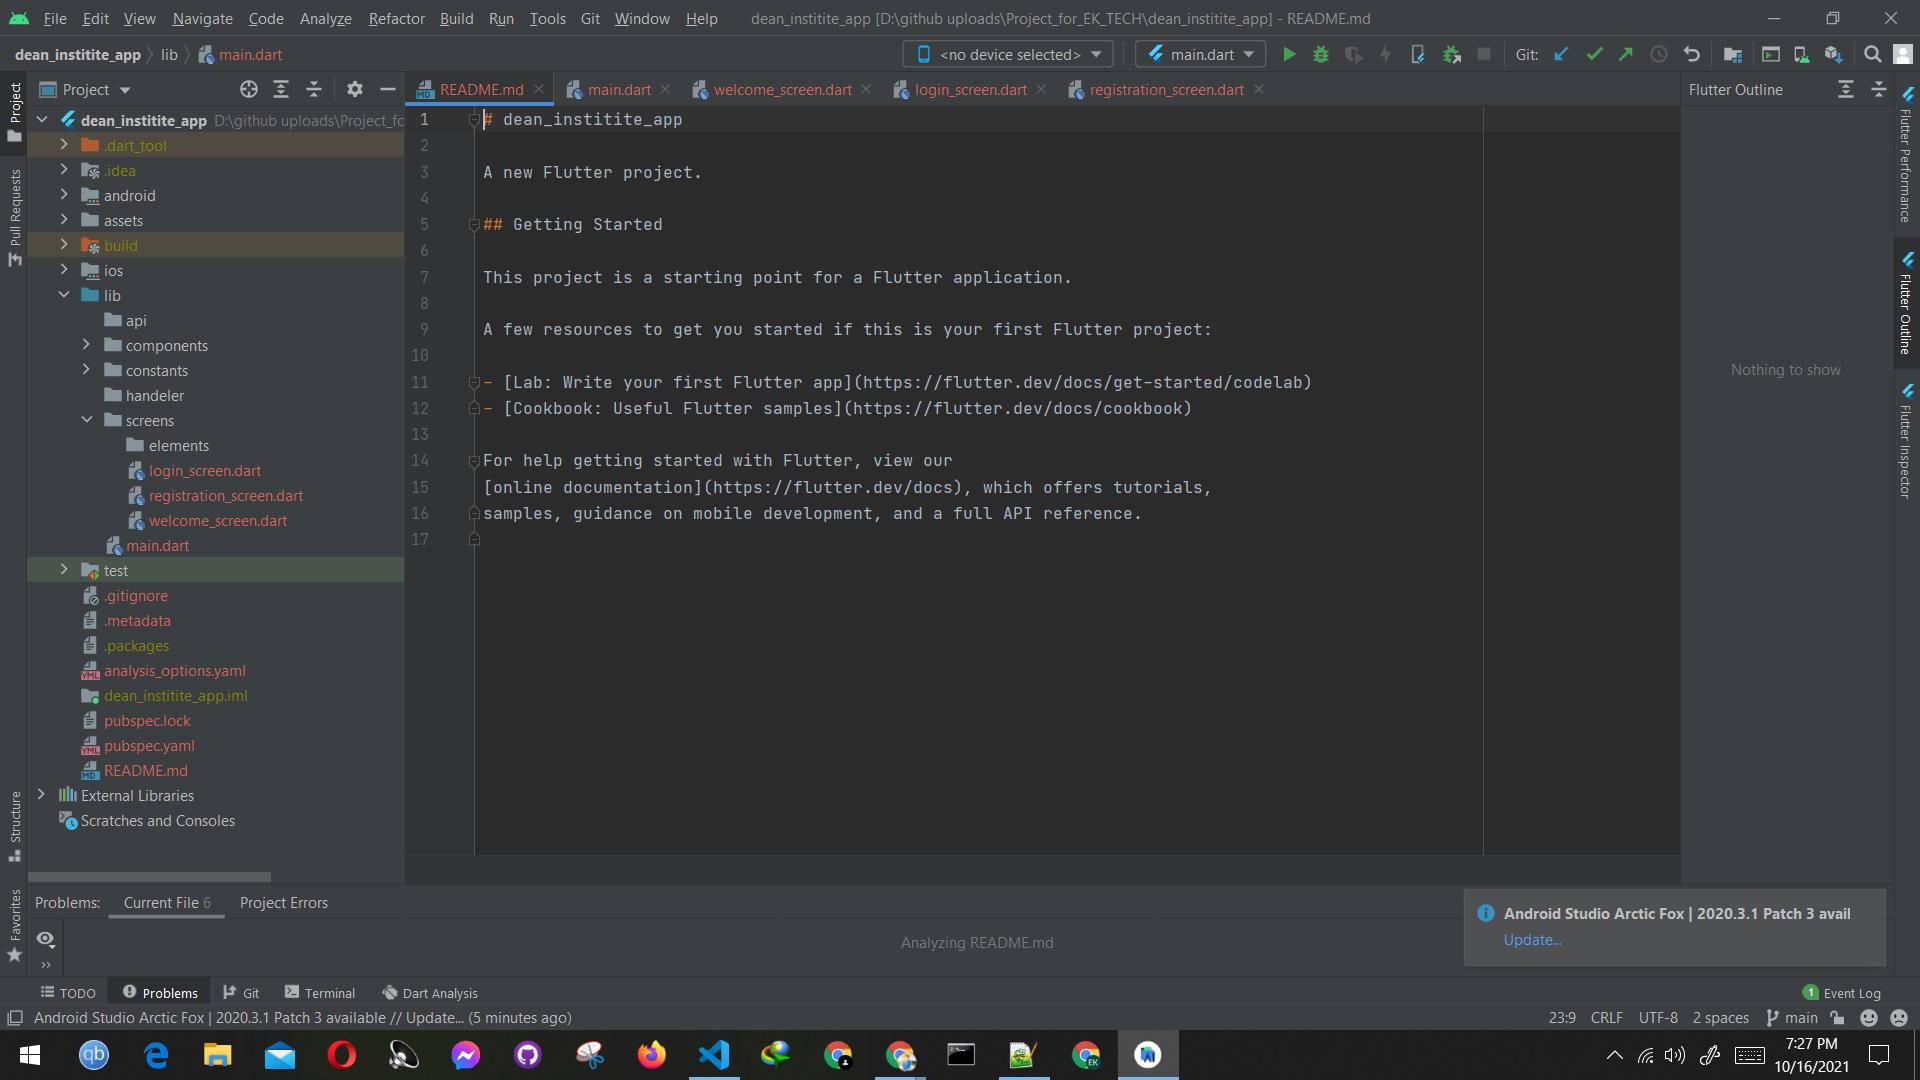 File Edit View Navigate Code Analyze Refactor Build Run Tools Git Window Help dean_institite_app [D:\github uploads\Project_for_EK_TECH\dean_institite_app] - README.md
dean_institite_app lib main.dart <no device selected> main.dart Git:
Project
README.md main.dart welcome_screen.dart login_screen.dart registration_screen.dart
Flutter Outline
dean_institite_app D:\github uploads\Project_fo
.dart_tool
.idea
android
assets
build
ios
lib
api
components
constants
handeler
screens
elements
login_screen.dart
registration_screen.dart
welcome_screen.dart
main.dart
test
.gitignore
.metadata
.packages
analysis_options.yaml
dean_institite_app.iml
pubspec.lock
pubspec.yaml
README.md
External Libraries
Scratches and Consoles
1 # dean_institite_app
2
3 A new Flutter project.
4
5 ## Getting Started
6
7 This project is a starting point for a Flutter application.
8
9 A few resources to get you started if this is your first Flutter project:
10
11 - [Lab: Write your first Flutter app](https://flutter.dev/docs/get-started/codelab)
12 - [Cookbook: Useful Flutter samples](https://flutter.dev/docs/cookbook)
13
14 For help getting started with Flutter, view our
15 [online documentation](https://flutter.dev/docs), which offers tutorials,
16 samples, guidance on mobile development, and a full API reference.
17
Nothing to show
Project
Pull Requests
Structure
Favorites
Flutter Performance
Flutter Outline
Flutter Inspector
Problems: Current File 6 Project Errors
Analyzing README.md
Android Studio Arctic Fox | 2020.3.1 Patch 3 avail
Update...
TODO Problems Git Terminal Dart Analysis 1 Event Log
Android Studio Arctic Fox | 2020.3.1 Patch 3 available // Update... (5 minutes ago) 23:9 CRLF UTF-8 2 spaces main
qb
EK
7:27 PM
10/16/2021